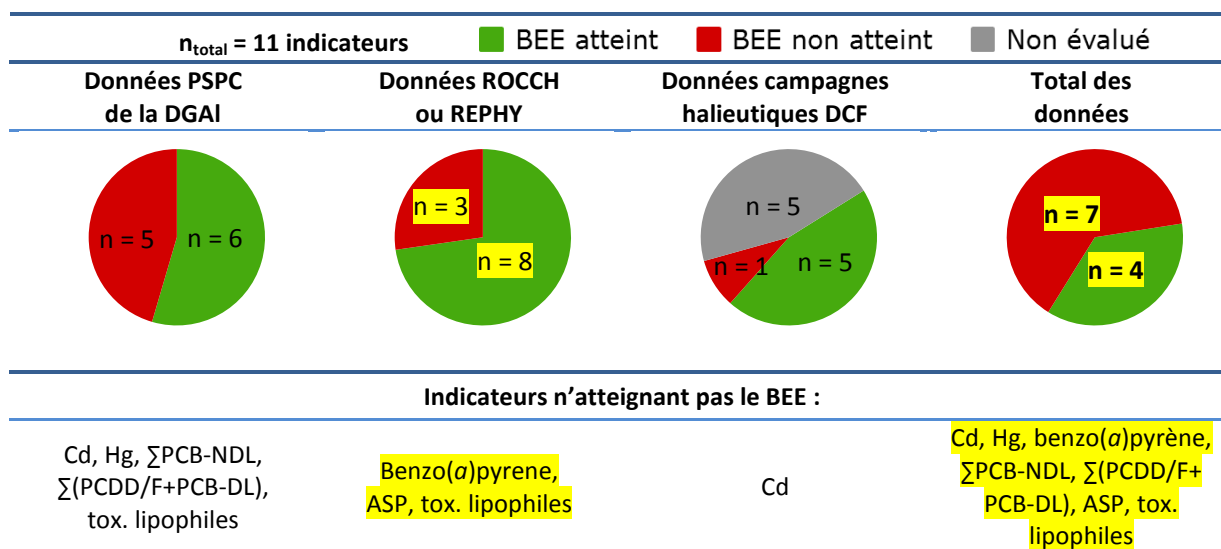 n_total = 11 indicateurs BEE atteint BEE non atteint Non évalué
Données PSPC
de la DGAl
Données ROCCH
ou REPHY
Données campagnes
halieutiques DCF
Total des
données
n = 5 n = 6
n = 3
n = 8
n = 5
n = 1 n = 5
n = 7
n = 4
Indicateurs n’atteignant pas le BEE :
Cd, Hg, ∑PCB-NDL,
∑(PCDD/F+PCB-DL),
tox. lipophiles
Benzo(a)pyrene,
ASP, tox. lipophiles
Cd
Cd, Hg, benzo(a)pyrène,
∑PCB-NDL, ∑(PCDD/F+
PCB-DL), ASP, tox.
lipophiles